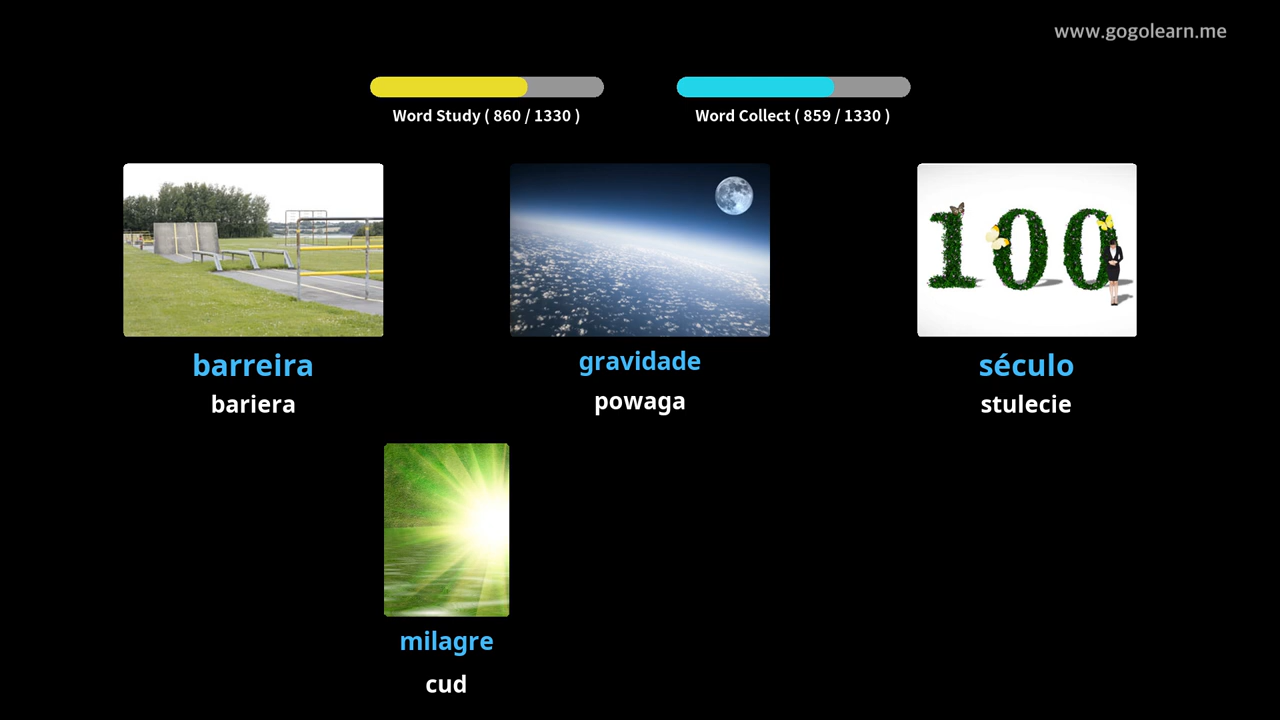 www.gogolearn.me
Word Study ( 860 / 1330 )
Word Collect ( 859 / 1330 )
barreira
bariera
gravidade
powaga
século
stulecie
milagre
cud